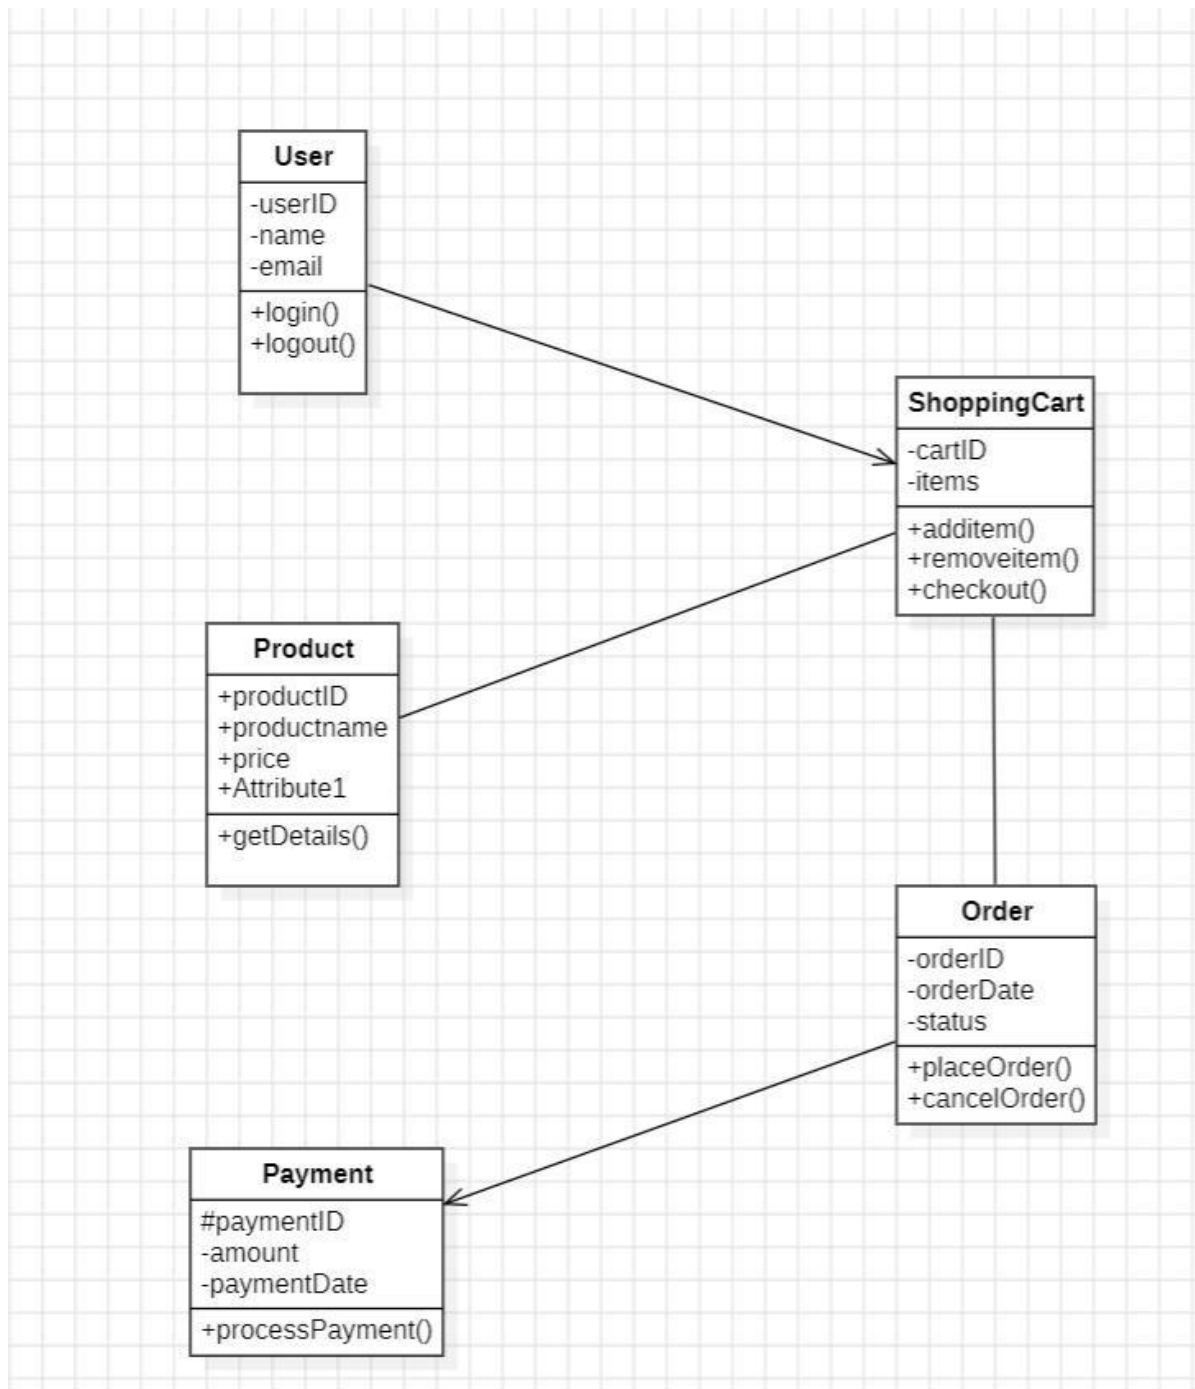 User
-userID
-name
-email
+login()
+logout()
ShoppingCart
-cartID
-items
+additem()
+removeitem()
+checkout()
Product
+productID
+productname
+price
+Attribute1
+getDetails()
Order
-orderID
-orderDate
-status
+placeOrder()
+cancelOrder()
Payment
#paymentID
-amount
-paymentDate
+processPayment()